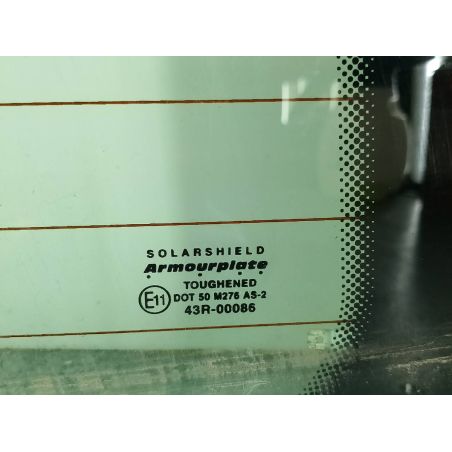 SOLARSHIELD
Armourplate
TOUGHENED
E11 DOT 50 M276 AS-2
43R-00086